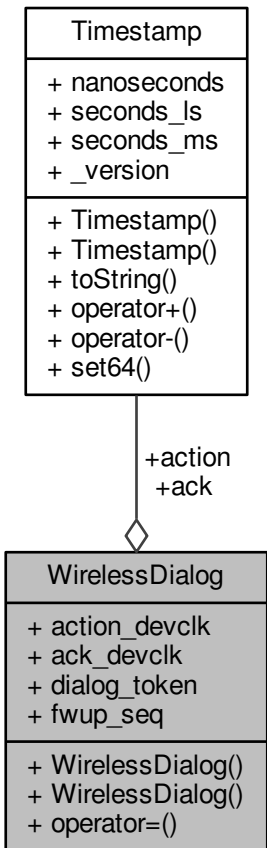 Timestamp
+ nanoseconds
+ seconds_ls
+ seconds_ms
+ _version
+ Timestamp()
+ Timestamp()
+ toString()
+ operator+()
+ operator-()
+ set64()
+action
+ack
WirelessDialog
+ action_devclk
+ ack_devclk
+ dialog_token
+ fwup_seq
+ WirelessDialog()
+ WirelessDialog()
+ operator=()